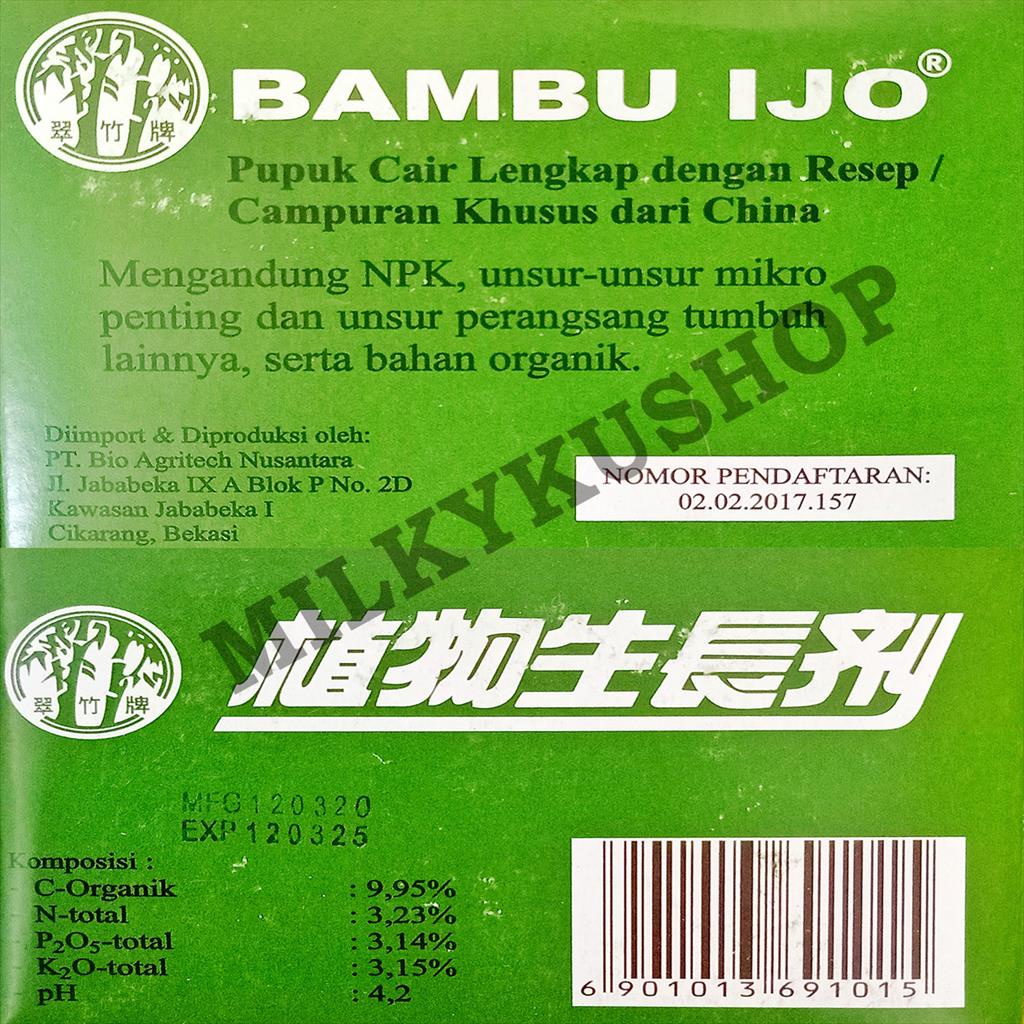 翠竹牌
BAMBU IJO®
Pupuk Cair Lengkap dengan Resep /
Campuran Khusus dari China
Mengandung NPK, unsur-unsur mikro
penting dan unsur perangsang tumbuh
lainnya, serta bahan organik.
Diimport & Diproduksi oleh:
PT. Bio Agritech Nusantara
Jl. Jababeka IX A Blok P No. 2D
Kawasan Jababeka I
Cikarang, Bekasi
NOMOR PENDAFTARAN:
02.02.2017.157
MILKYKUSHOP
翠竹牌
植物生長剂
MFG 120320
EXP 120325
Komposisi :
C-Organik : 9,95%
N-total : 3,23%
P₂O₅-total : 3,14%
K₂O-total : 3,15%
pH : 4,2
6 901013 691015